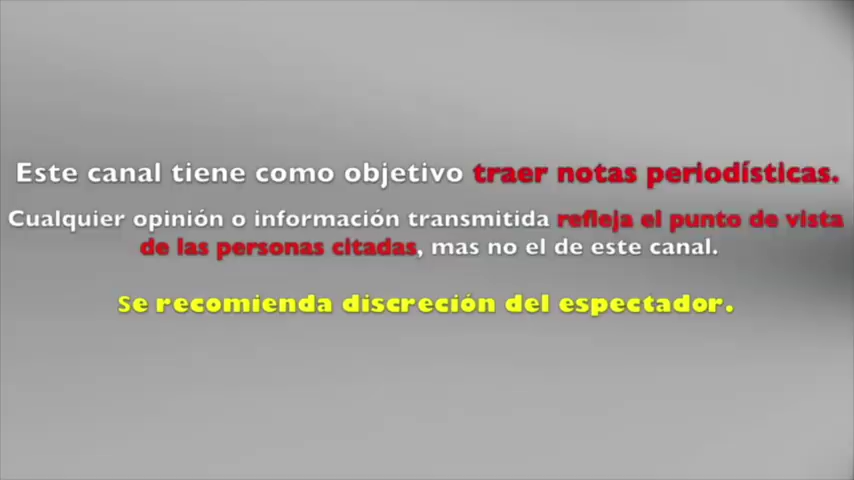 Este canal tiene como objetivo traer notas periodísticas.
Cualquier opinión o información transmitida refleja el punto de vista
de las personas citadas, mas no el de este canal.
Se recomienda discreción del espectador.